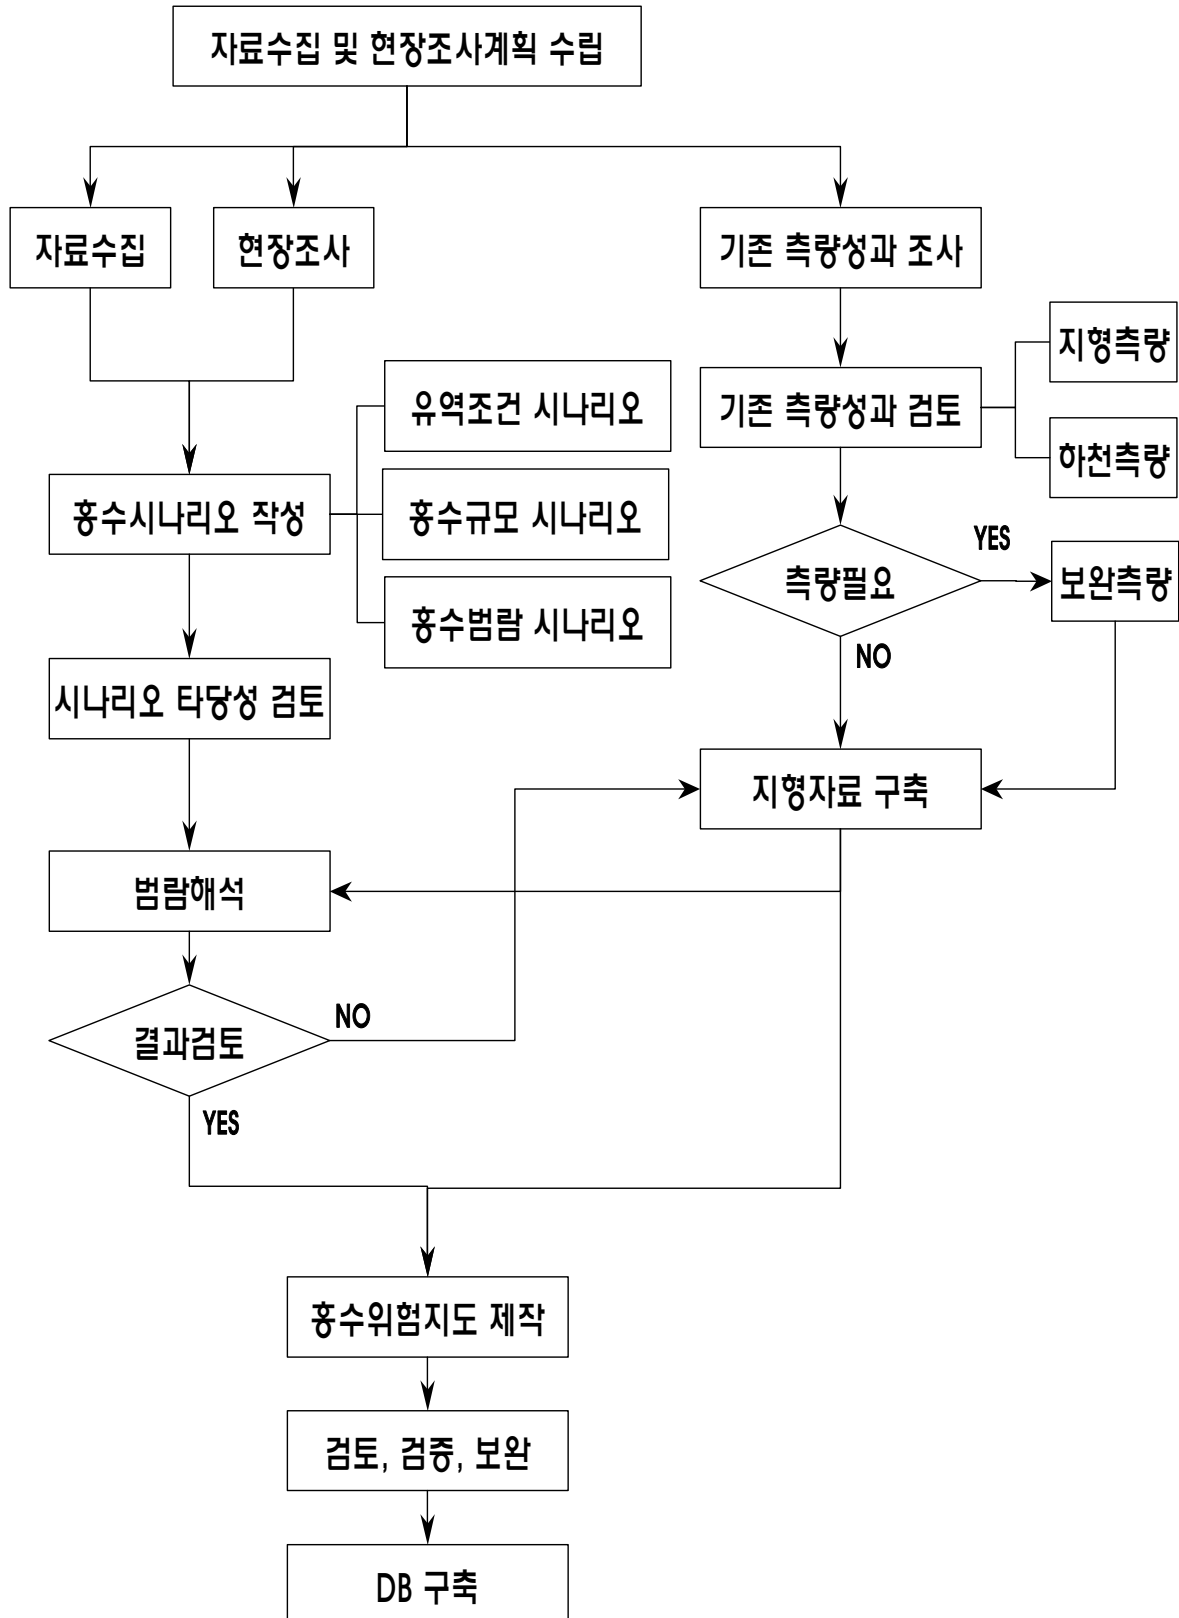 자료수집 및 현장조사계획 수립
자료수집
현장조사
기존 측량성과 조사
지형측량
유역조건 시나리오
기존 측량성과 검토
하천측량
홍수시나리오 작성
홍수규모 시나리오
YES
측량필요
보완측량
홍수범람 시나리오
NO
시나리오 타당성 검토
지형자료 구축
범람해석
NO
결과검토
YES
홍수위험지도 제작
검토, 검증, 보완
DB 구축